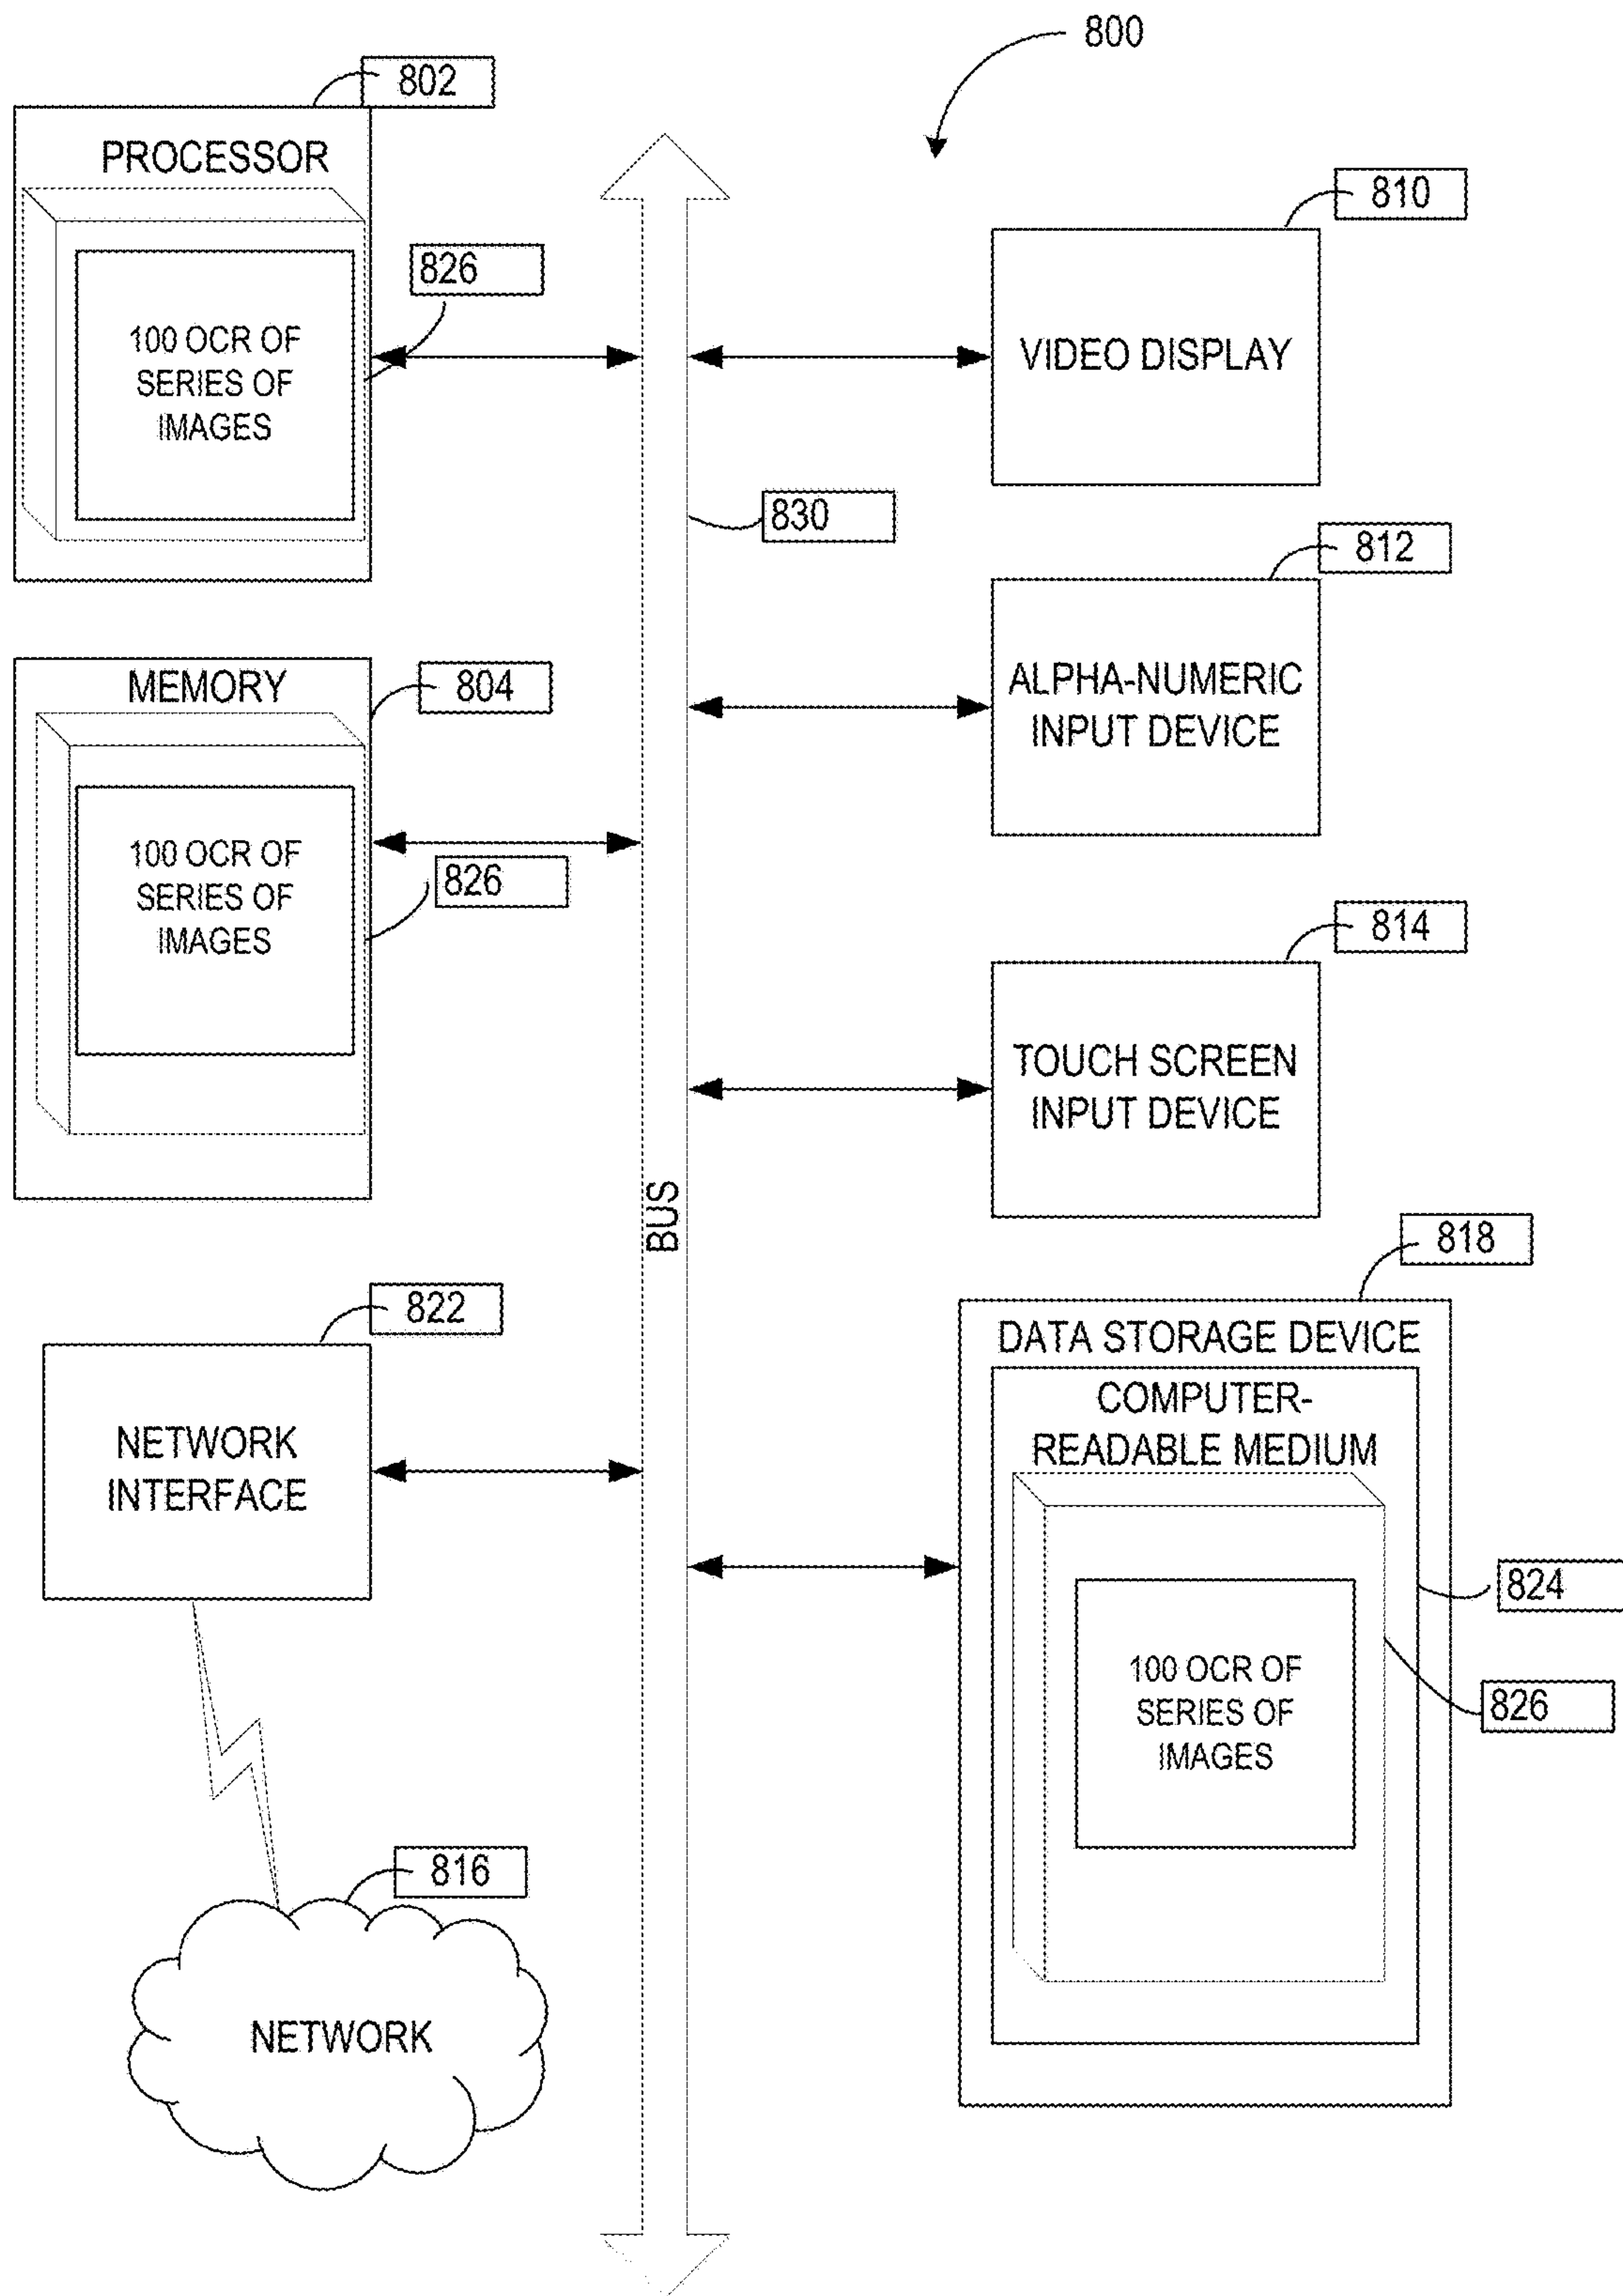 800
802
PROCESSOR
826
100 OCR OF
SERIES OF
IMAGES
810
VIDEO DISPLAY
830
812
ALPHA-NUMERIC
INPUT DEVICE
804
MEMORY
100 OCR OF
SERIES OF
IMAGES
826
814
TOUCH SCREEN
INPUT DEVICE
BUS
822
NETWORK
INTERFACE
818
DATA STORAGE DEVICE
COMPUTER-
READABLE MEDIUM
824
100 OCR OF
SERIES OF
IMAGES
826
816
NETWORK